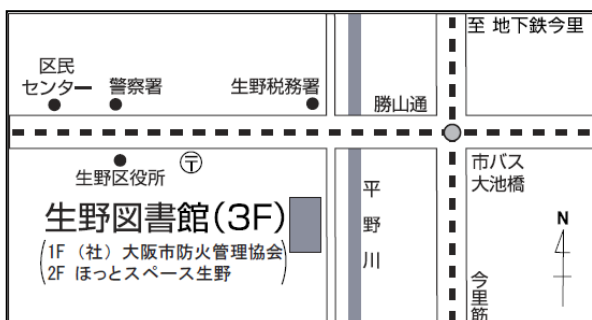 至 地下鉄今里
区民
センター
警察署
生野税務署
勝山通
〒
生野区役所
市バス
大池橋
生野図書館(3F)
(1F (社) 大阪市防火管理協会
2F ほっとスペース生野)
平野川
N
今里筋